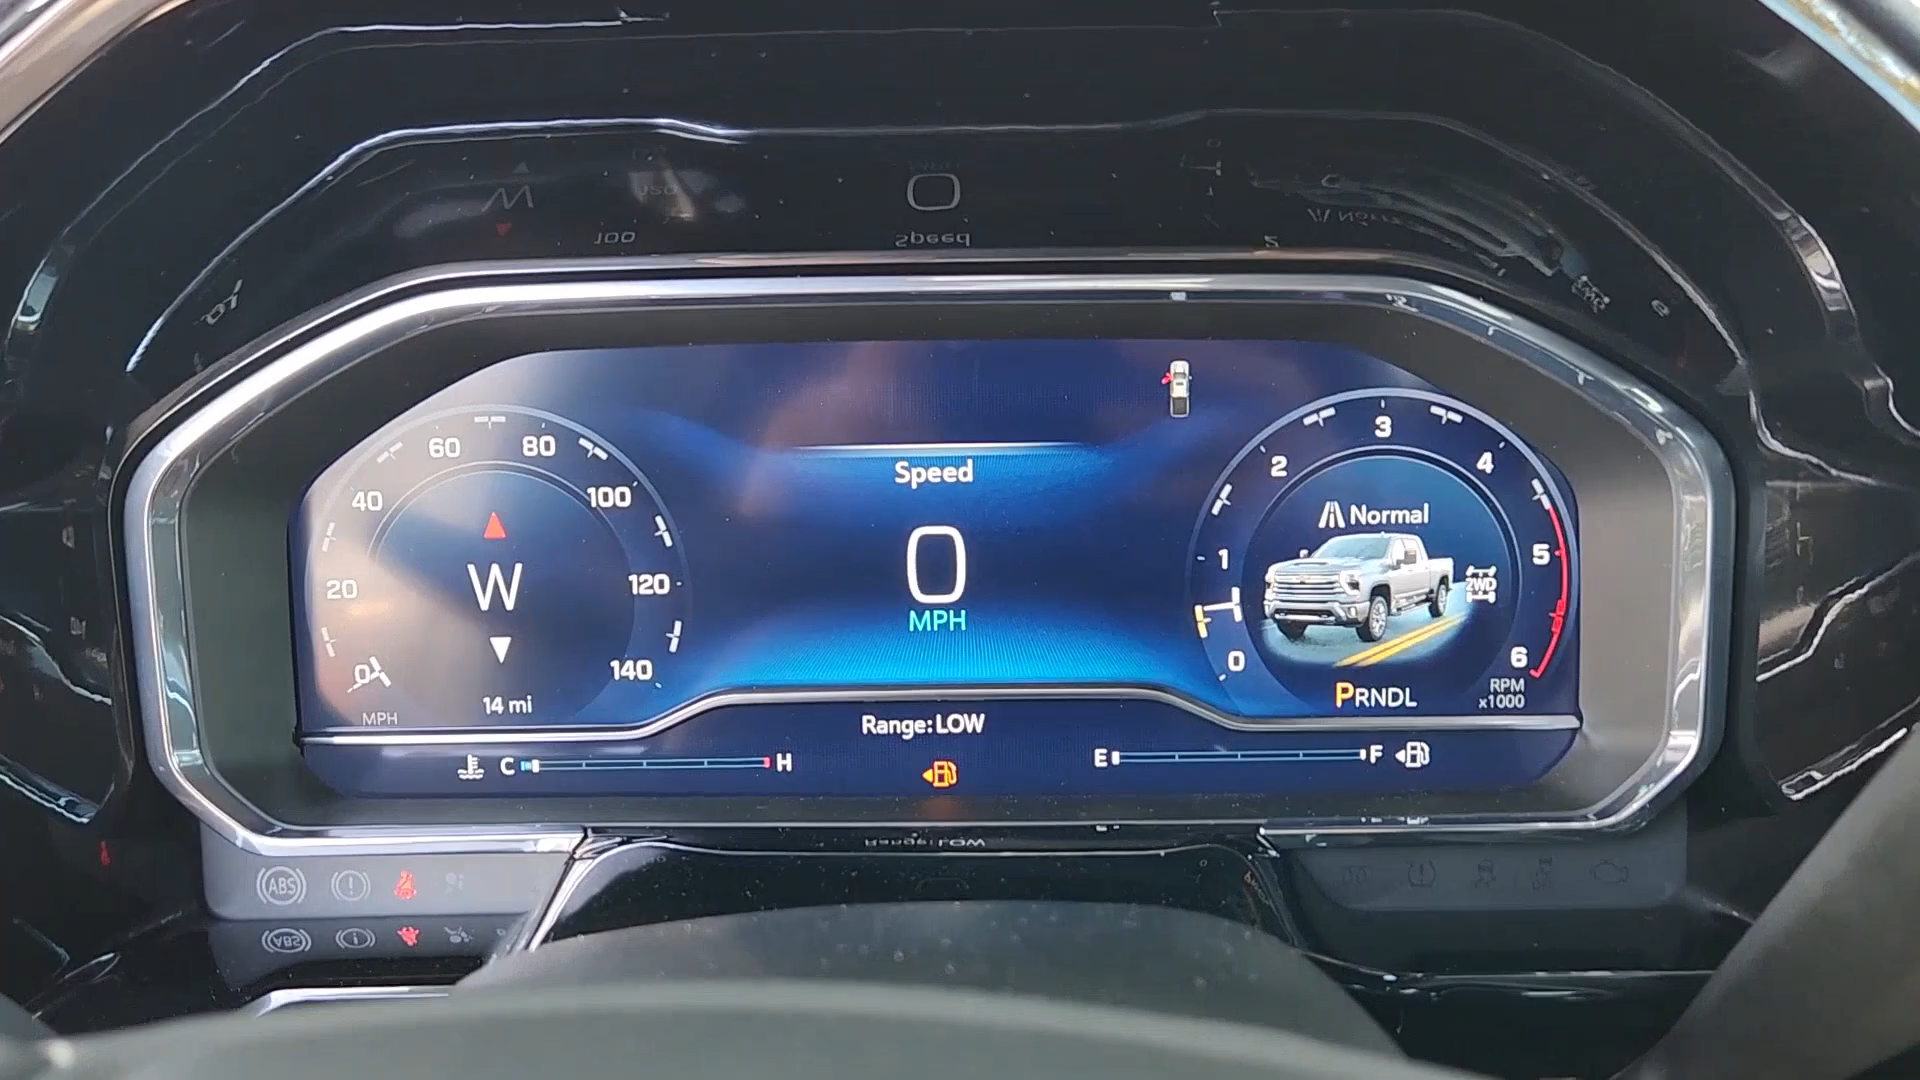 60 80
40 100
20 120
0 140
W
14 mi
MPH
Speed
0
MPH
3
2 4
1 5
0 6
Normal
2WD
PRNDL
RPM
x1000
Range: LOW
C H
E F
ABS
!